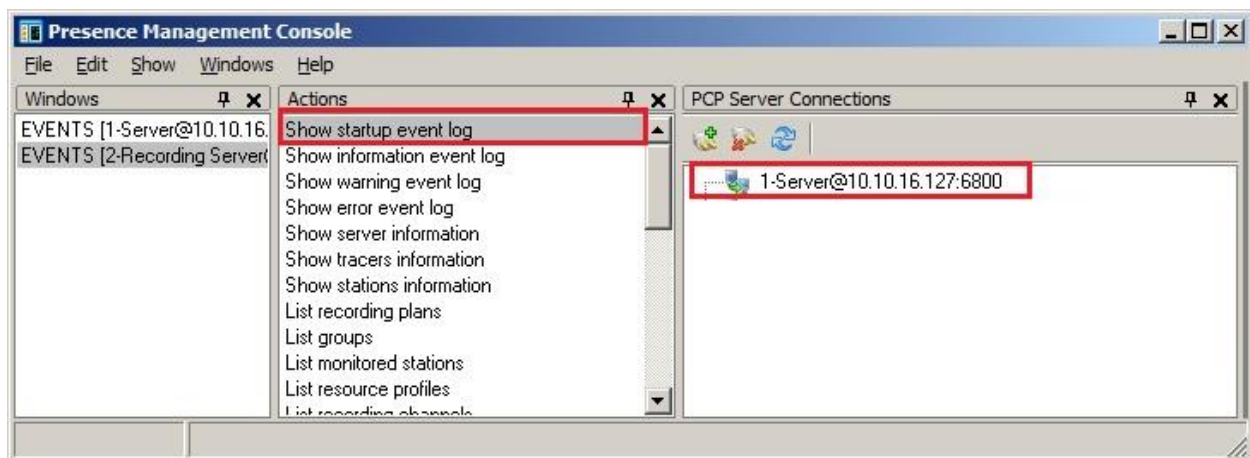 Presence Management Console
File Edit Show Windows Help
Windows
EVENTS [1-Server@10.10.16.
EVENTS [2-Recording Server(
Actions
Show startup event log
Show information event log
Show warning event log
Show error event log
Show server information
Show tracers information
Show stations information
List recording plans
List groups
List monitored stations
List resource profiles
List recording channels
PCP Server Connections
1-Server@10.10.16.127:6800